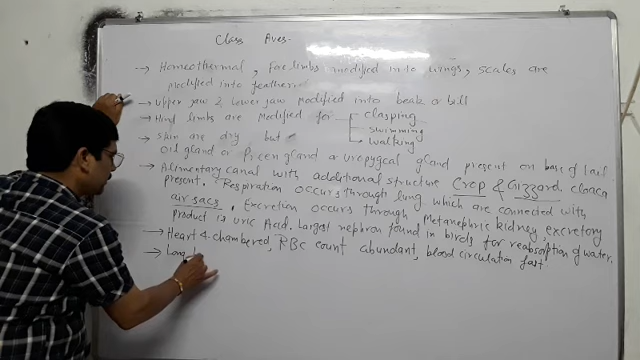 Class Aves-
→ Homeothermal, Forelimbs modified into wings, scales are
modified into feather
→ Upper jaw & lower jaw modified into beak or bill
→ Hind limbs are modified for clasping
swimming
walking
→ Skin are dry but
Oil gland or Preen gland or uropygeal gland present on base of tail.
→ Alimentary canal with additional structure Crop & Gizzard, cloaca
present. Respiration occurs through lung which are connected with
air sacs. Excretion occurs through Metanephric kidney, excretory
product is uric Acid. Largest nephron found in birds for reabsorption of water.
→ Heart 4 chambered, RBC count abundant, blood circulation fast
→ Lon